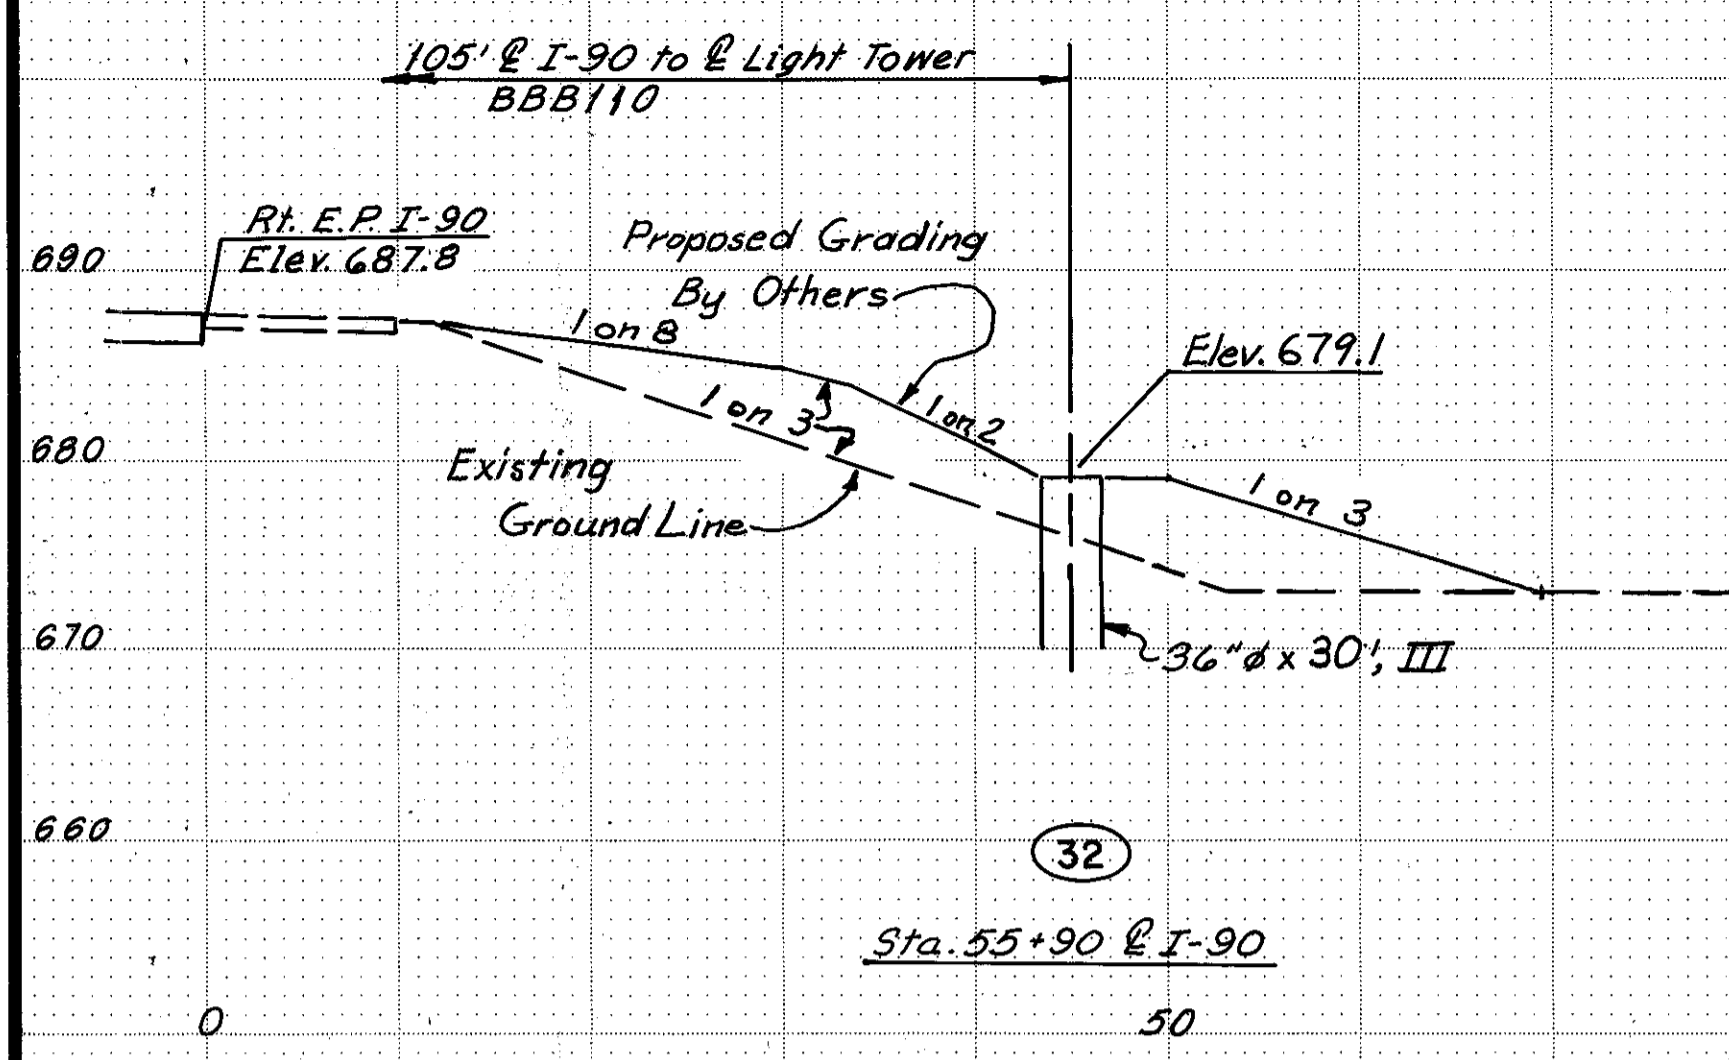 105' ℄ I-90 to ℄ Light Tower
BBB110
Rt. E.P. I-90
Elev. 687.8
Proposed Grading
By Others
690
1 on 8
Elev. 679.1
1 on 3
1 on 2
680
Existing
Ground Line
1 on 3
670
36"ϕ x 30', III
660
32
Sta. 55+90 ℄ I-90
0
50